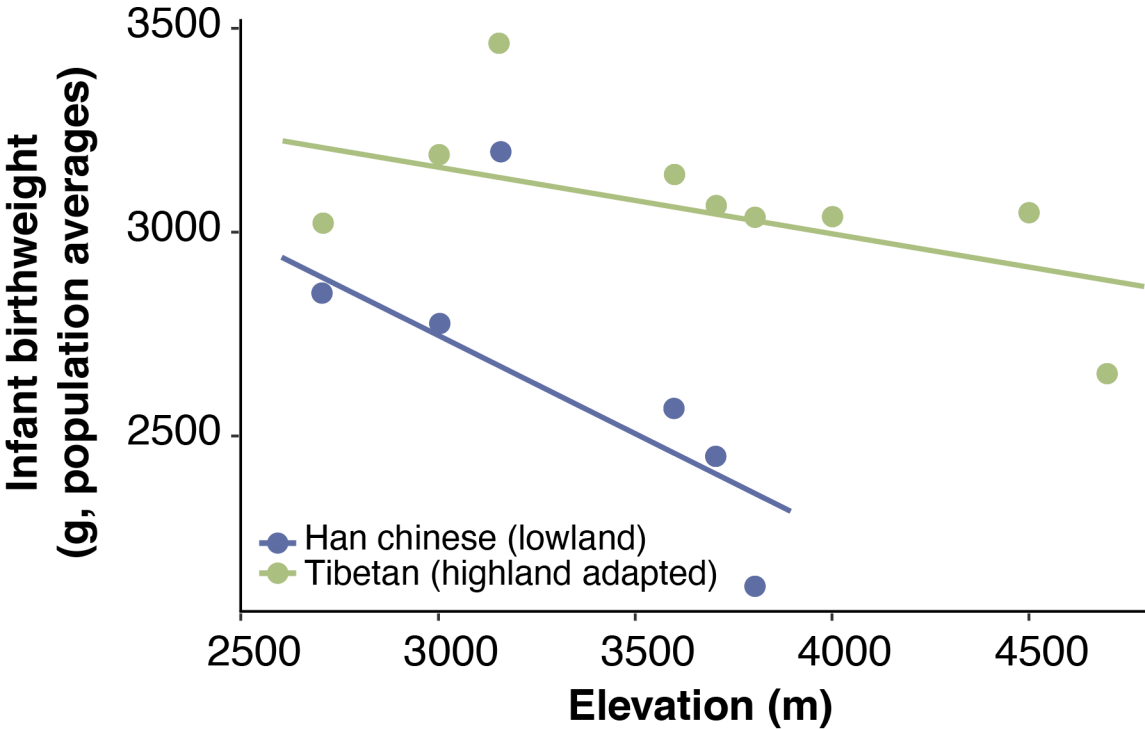 3500
3000
2500
Infant birthweight
(g, population averages)
Han chinese (lowland)
Tibetan (highland adapted)
2500 3000 3500 4000 4500
Elevation (m)